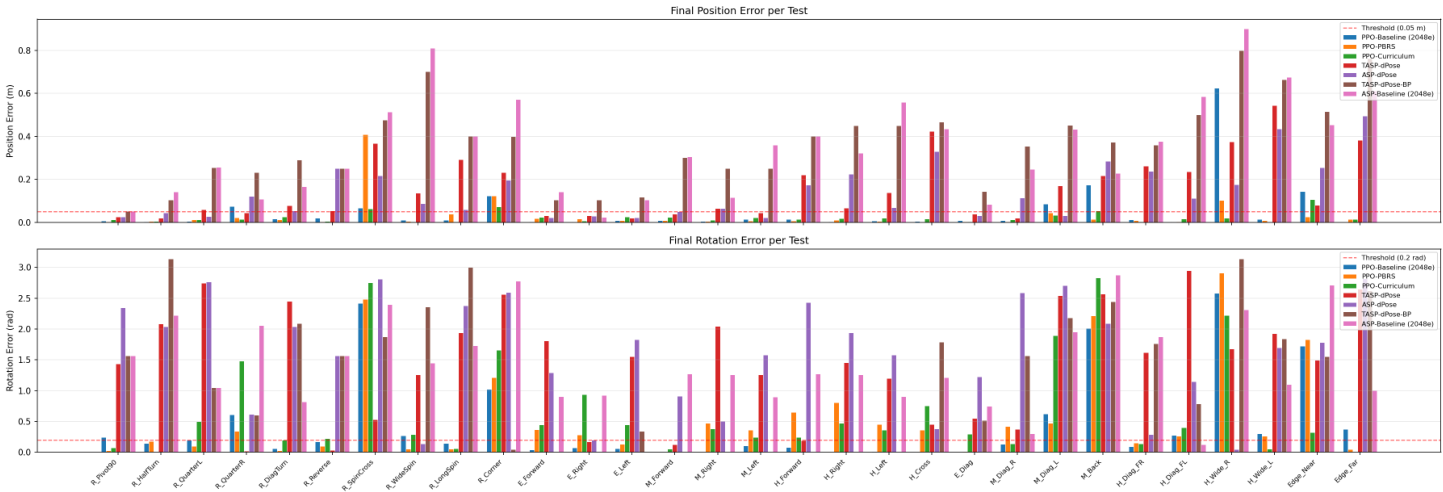 Final Position Error per Test
Position Error (m)
0.8
0.6
0.4
0.2
0.0
Threshold (0.05 m)
PPO-Baseline (2048e)
PPO-PBRS
PPO-Curriculum
TASP-dPose
ASP-dPose
TASP-dPose-BP
ASP-Baseline (2048e)
Final Rotation Error per Test
Rotation Error (rad)
3.0
2.5
2.0
1.5
1.0
0.5
0.0
Threshold (0.2 rad)
PPO-Baseline (2048e)
PPO-PBRS
PPO-Curriculum
TASP-dPose
ASP-dPose
TASP-dPose-BP
ASP-Baseline (2048e)
R_Pivot90
R_HalfTurn
R_QuarterL
R_QuarterR
R_DiagTurn
R_Reverse
R_SpinCross
R_WideSpin
R_LongSpin
R_Corner
E_Forward
E_Right
E_Left
M_Forward
M_Right
M_Left
H_Forward
H_Right
H_Left
H_Cross
E_Diag
M_Diag_R
M_Diag_L
M_Back
H_Diag_FR
H_Diag_FL
H_Wide_R
H_Wide_L
Edge_Near
Edge_Far